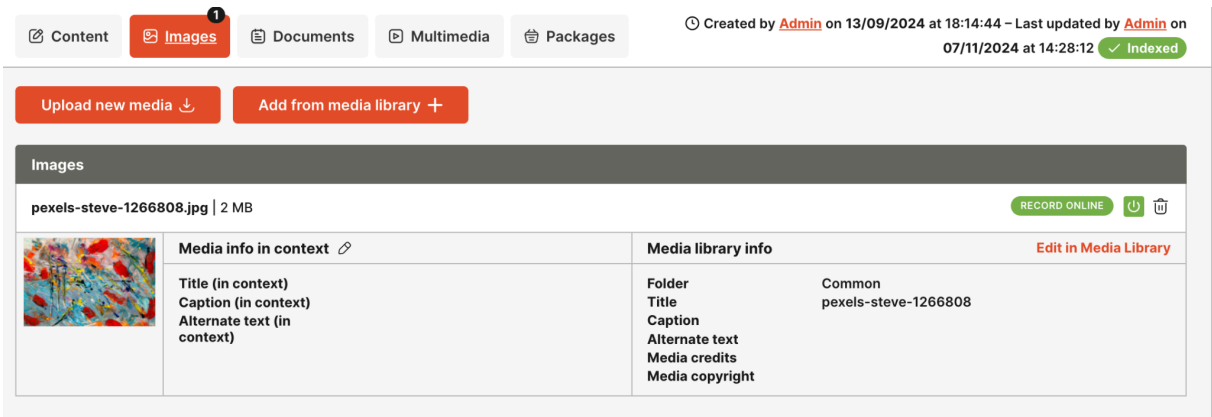 Content
Images
1
Documents
Multimedia
Packages
Created by Admin on 13/09/2024 at 18:14:44 – Last updated by Admin on
07/11/2024 at 14:28:12 Indexed
Upload new media
Add from media library
Images
pexels-steve-1266808.jpg | 2 MB
RECORD ONLINE
Media info in context
Title (in context)
Caption (in context)
Alternate text (in
context)
Media library info
Edit in Media Library
Folder Common
Title pexels-steve-1266808
Caption
Alternate text
Media credits
Media copyright